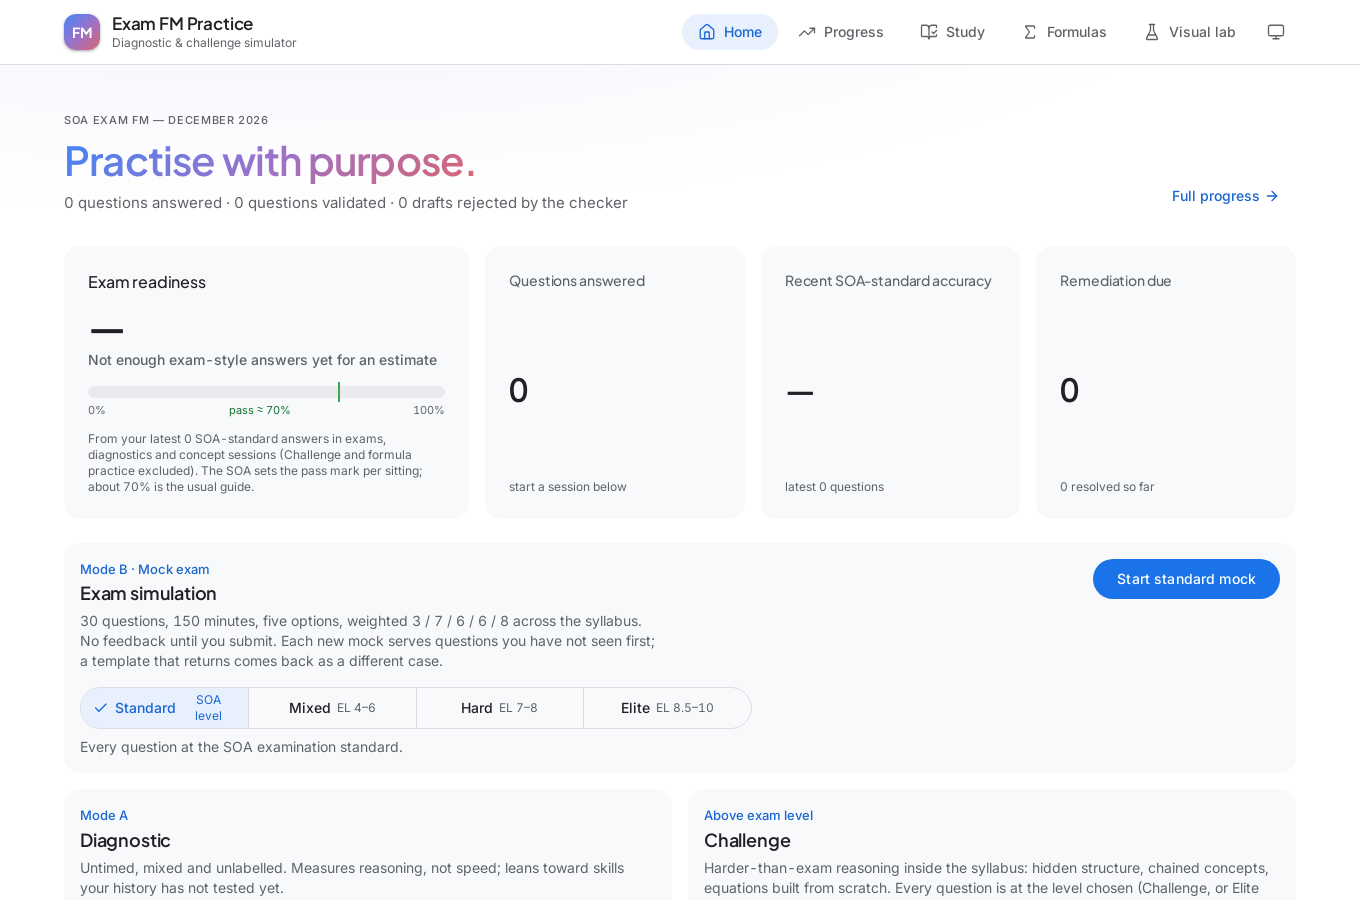 FM
Exam FM Practice
Diagnostic & challenge simulator
Home
Progress
Study
Formulas
Visual lab
SOA EXAM FM — DECEMBER 2026
Practise with purpose.
0 questions answered · 0 questions validated · 0 drafts rejected by the checker
Full progress →
Exam readiness
—
Not enough exam-style answers yet for an estimate
0%
pass ≈ 70%
100%
From your latest 0 SOA-standard answers in exams,
diagnostics and concept sessions (Challenge and formula
practice excluded). The SOA sets the pass mark per sitting;
about 70% is the usual guide.
Questions answered
0
start a session below
Recent SOA-standard accuracy
—
latest 0 questions
Remediation due
0
0 resolved so far
Mode B · Mock exam
Exam simulation
30 questions, 150 minutes, five options, weighted 3 / 7 / 6 / 6 / 8 across the syllabus.
No feedback until you submit. Each new mock serves questions you have not seen first;
a template that returns comes back as a different case.
Start standard mock
Standard SOA
level
Mixed EL 4–6
Hard EL 7–8
Elite EL 8.5–10
Every question at the SOA examination standard.
Mode A
Diagnostic
Untimed, mixed and unlabelled. Measures reasoning, not speed; leans toward skills
your history has not tested yet.
Above exam level
Challenge
Harder-than-exam reasoning inside the syllabus: hidden structure, chained concepts,
equations built from scratch. Every question is at the level chosen (Challenge, or Elite